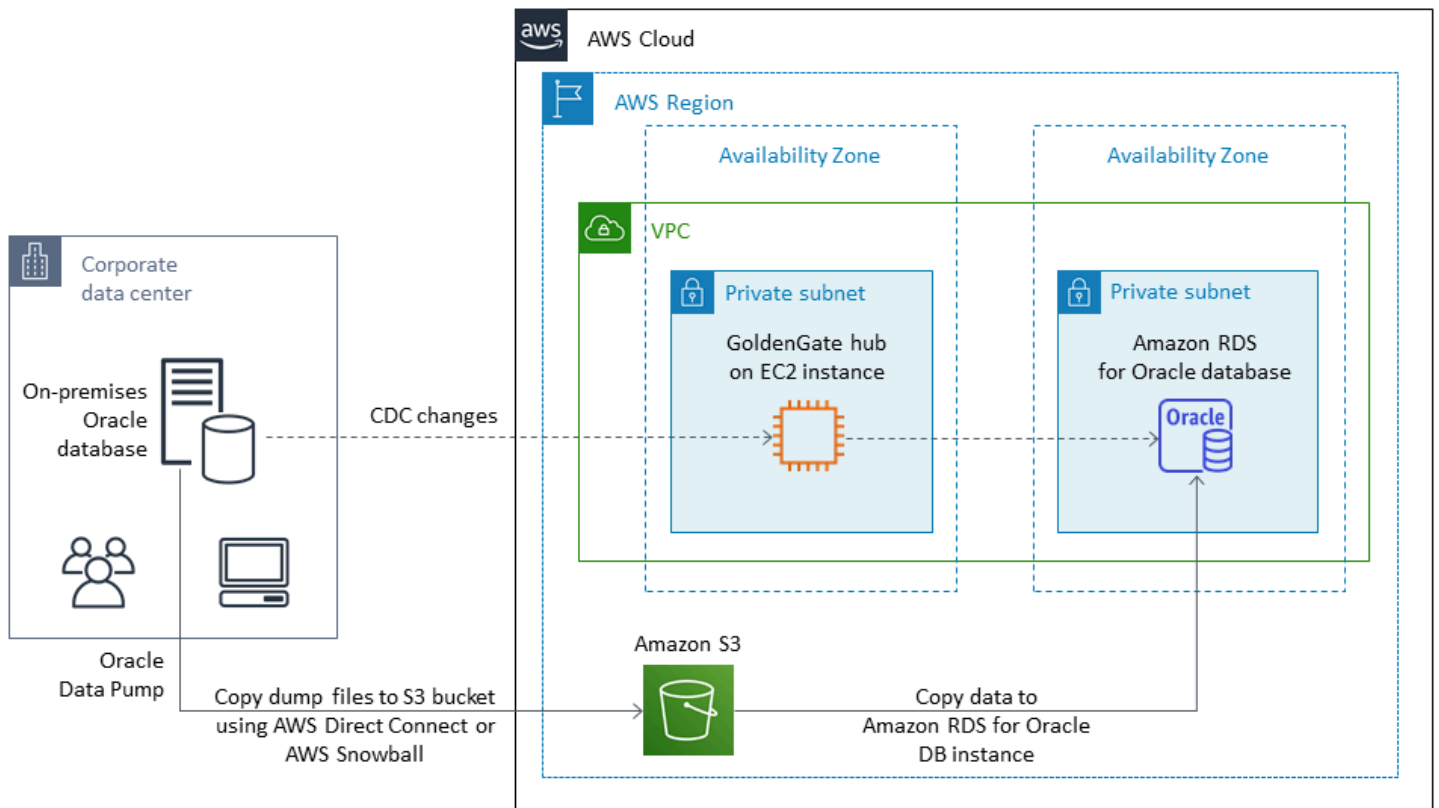 aws
AWS Cloud
AWS Region
Availability Zone
Availability Zone
VPC
Corporate
data center
Private subnet
Private subnet
GoldenGate hub
on EC2 instance
Amazon RDS
for Oracle database
On-premises
Oracle
database
CDC changes
Oracle
Oracle
Data Pump
Amazon S3
Copy dump files to S3 bucket
using AWS Direct Connect or
AWS Snowball
Copy data to
Amazon RDS for Oracle
DB instance